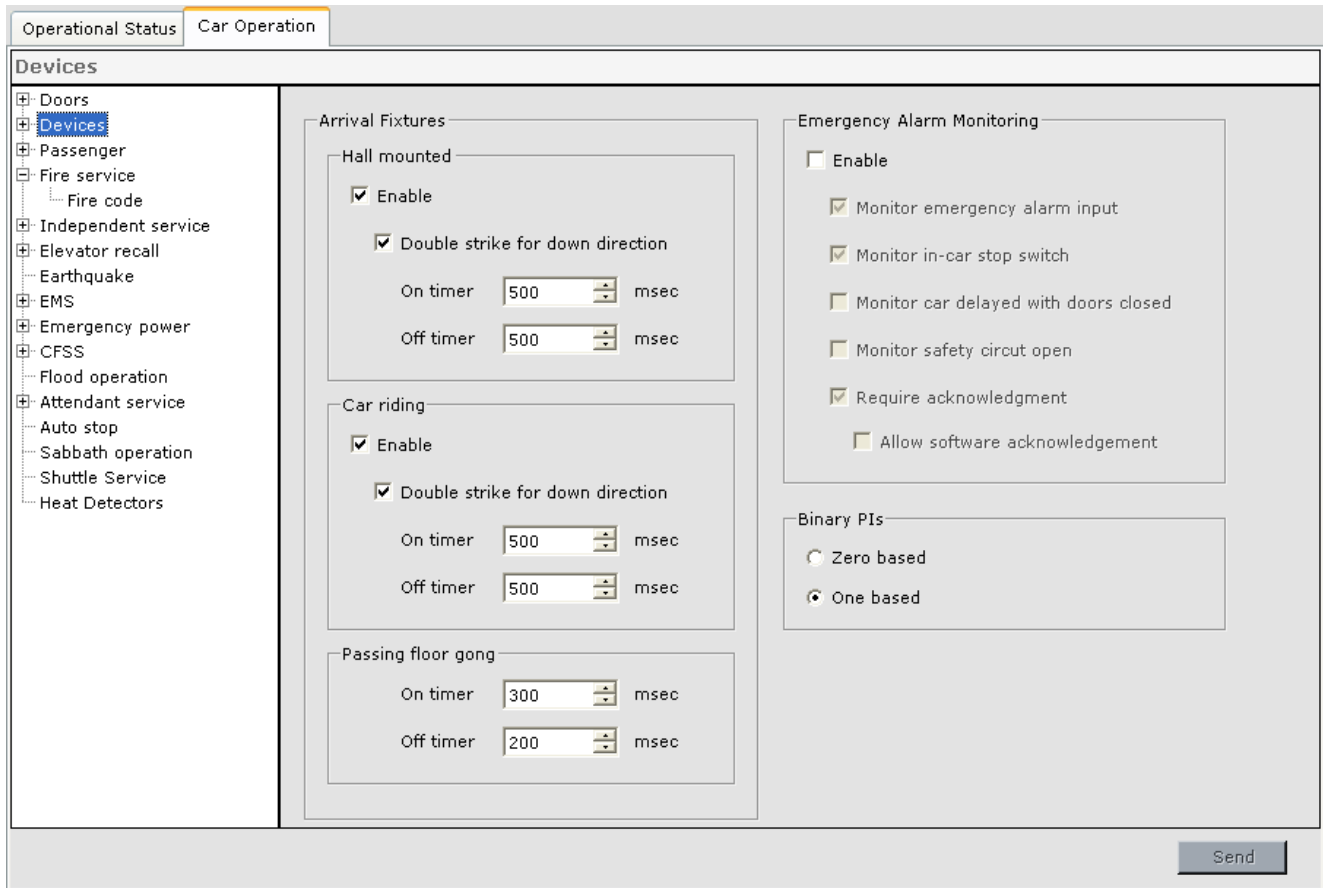 Operational Status
Car Operation
Devices
Doors
Devices
Passenger
Fire service
Fire code
Independent service
Elevator recall
Earthquake
EMS
Emergency power
CFSS
Flood operation
Attendant service
Auto stop
Sabbath operation
Shuttle Service
Heat Detectors
Arrival Fixtures
Hall mounted
Enable
Double strike for down direction
On timer 500 msec
Off timer 500 msec
Car riding
Enable
Double strike for down direction
On timer 500 msec
Off timer 500 msec
Passing floor gong
On timer 300 msec
Off timer 200 msec
Emergency Alarm Monitoring
Enable
Monitor emergency alarm input
Monitor in-car stop switch
Monitor car delayed with doors closed
Monitor safety circut open
Require acknowledgment
Allow software acknowledgement
Binary PIs
Zero based
One based
Send